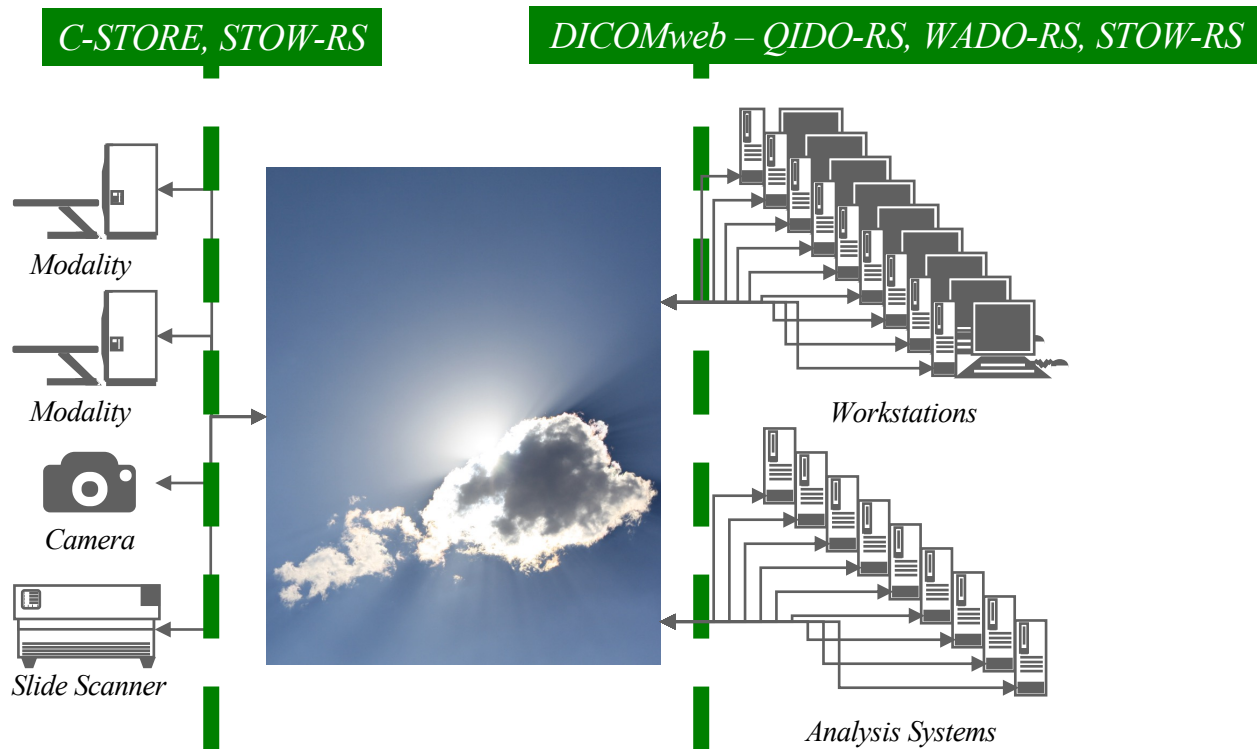 C-STORE, STOW-RS
DICOMweb – QIDO-RS, WADO-RS, STOW-RS
Modality
Modality
Camera
Slide Scanner
Workstations
Analysis Systems